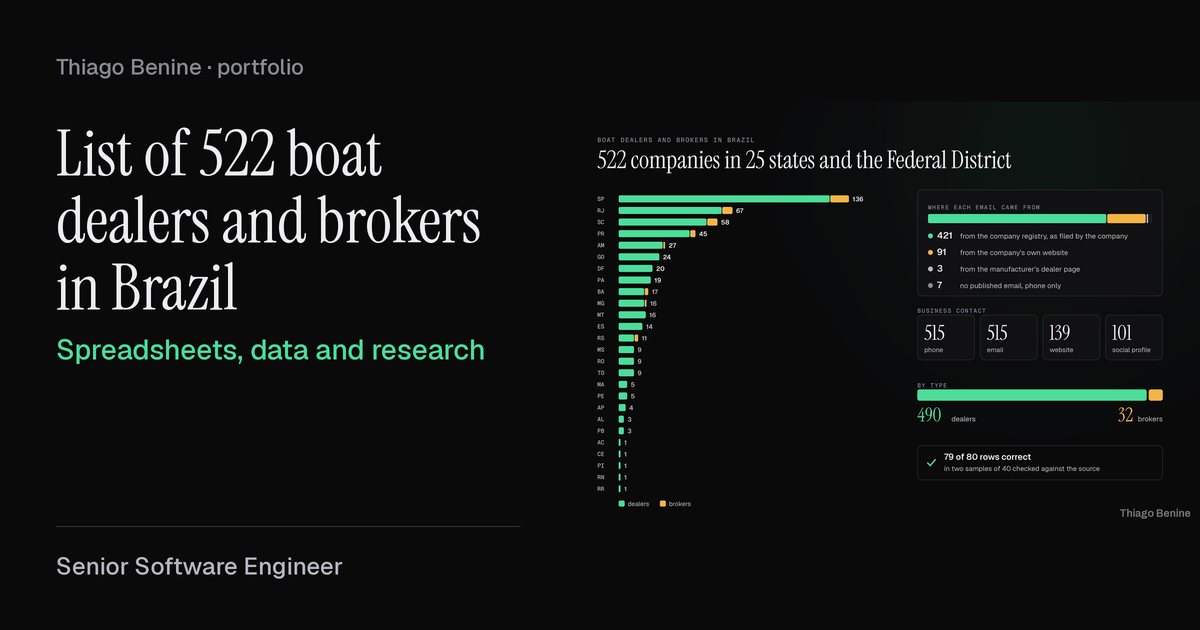 Thiago Benine · portfolio
List of 522 boat
dealers and brokers
in Brazil
Spreadsheets, data and research
Senior Software Engineer
BOAT DEALERS AND BROKERS IN BRAZIL
522 companies in 25 states and the Federal District
SP 136
RJ 67
SC 58
PR 45
AM 27
GO 24
DF 20
PA 19
BA 17
MG 16
MT 16
ES 14
RS 11
MS 9
RO 9
TO 9
MA 5
PE 5
AP 4
AL 3
PB 3
AC 1
CE 1
PI 1
RN 1
RR 1
dealers brokers
WHERE EACH EMAIL CAME FROM
421 from the company registry, as filed by the company
91 from the company's own website
3 from the manufacturer's dealer page
7 no published email, phone only
BUSINESS CONTACT
515 515 139 101
phone email website social profile
BY TYPE
490 dealers 32 brokers
79 of 80 rows correct
in two samples of 40 checked against the source
Thiago Benine